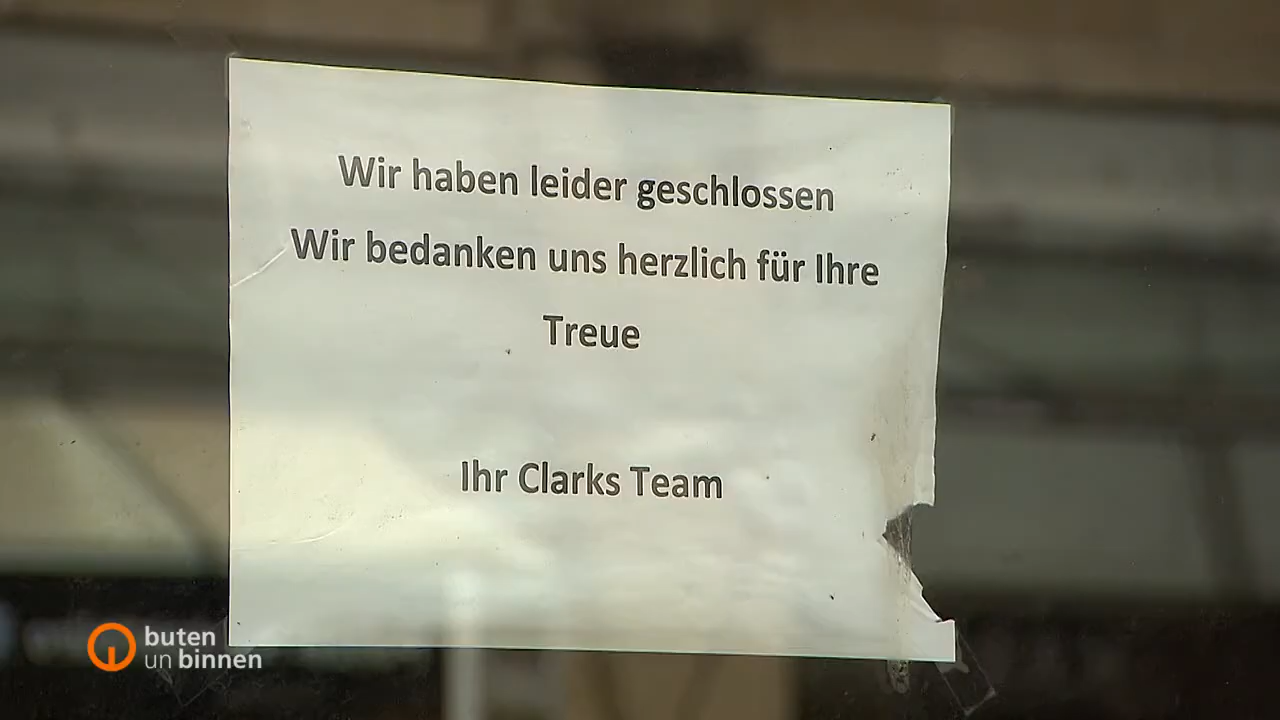 Wir haben leider geschlossen
Wir bedanken uns herzlich für Ihre
Treue
Ihr Clarks Team
buten
un binnen